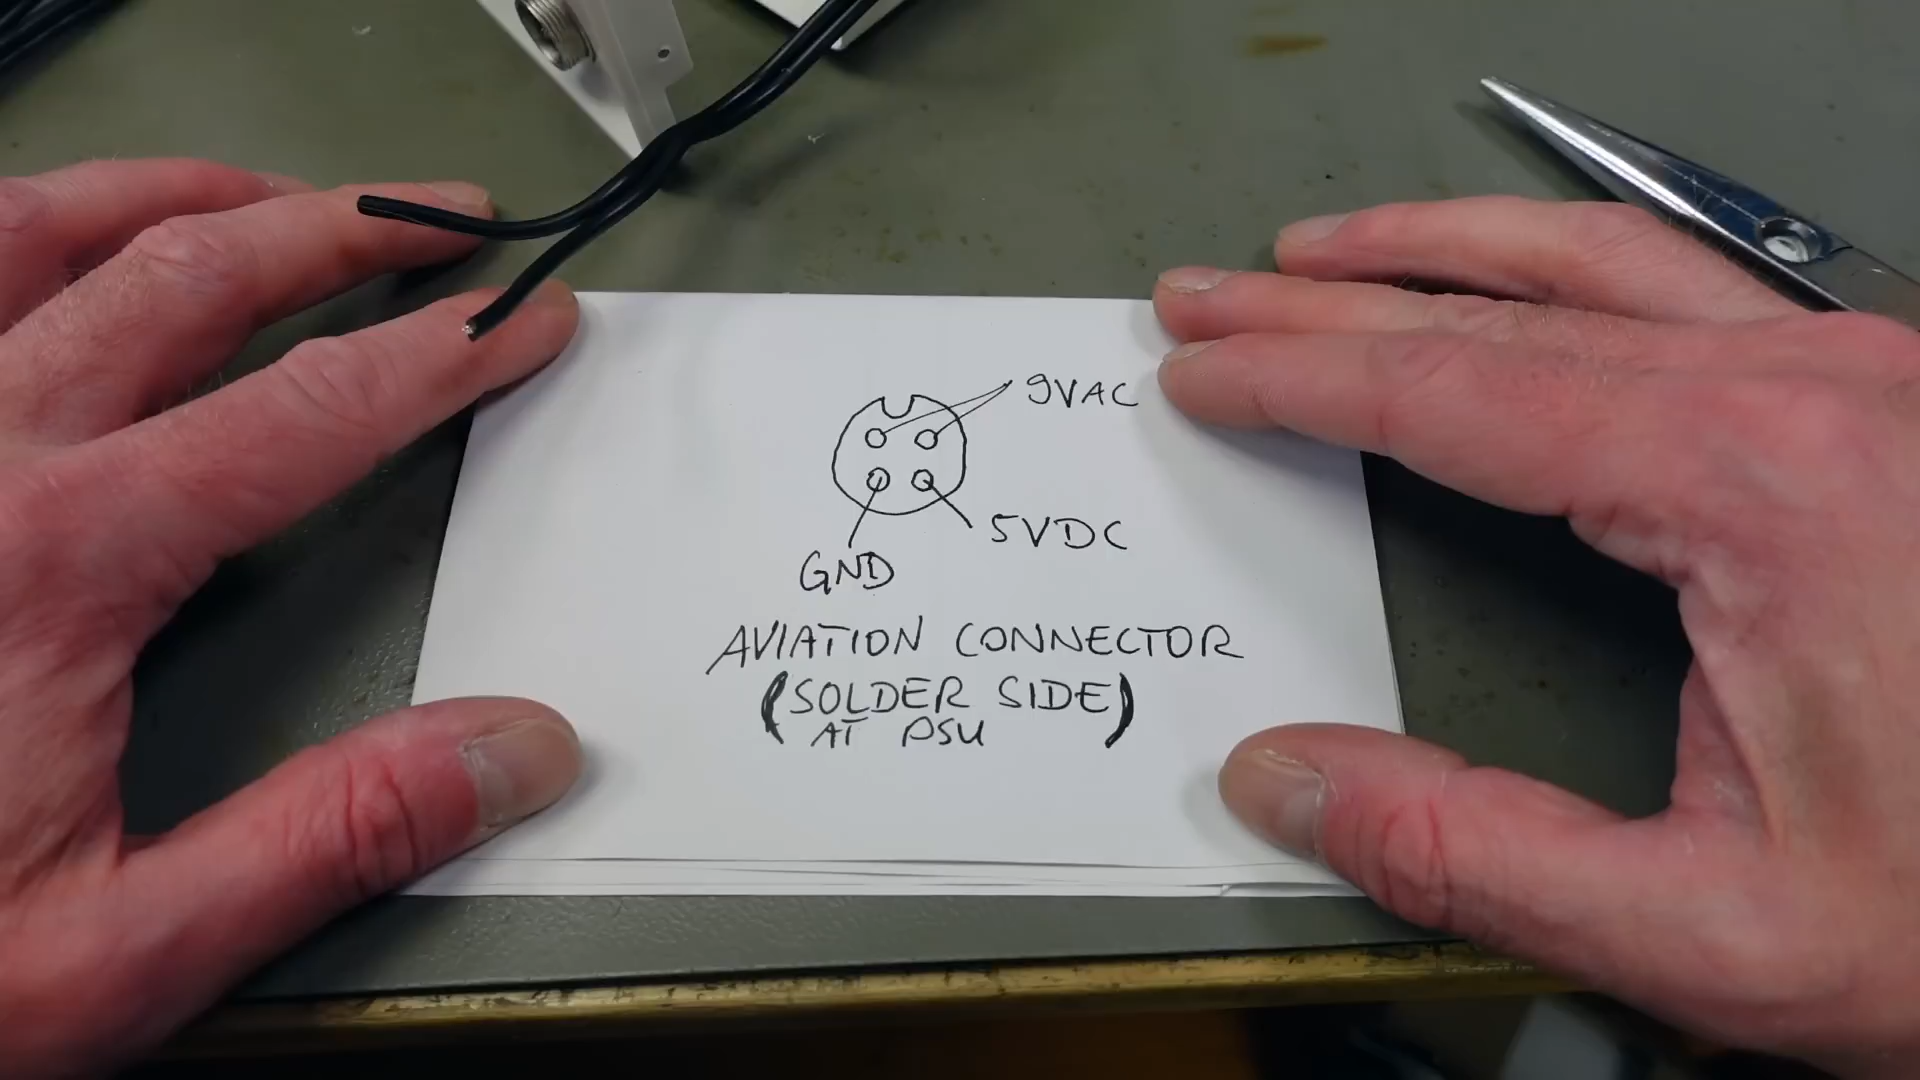 9VAC
5VDC
GND
AVIATION CONNECTOR
(SOLDER SIDE)
AT PSU